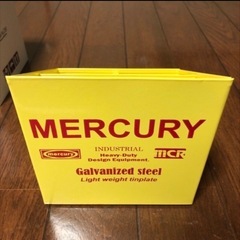 MERCURY
INDUSTRIAL
mercury Heavy-Duty MCR
Design Equipment.
Galvanized steel
Light weight tinplate